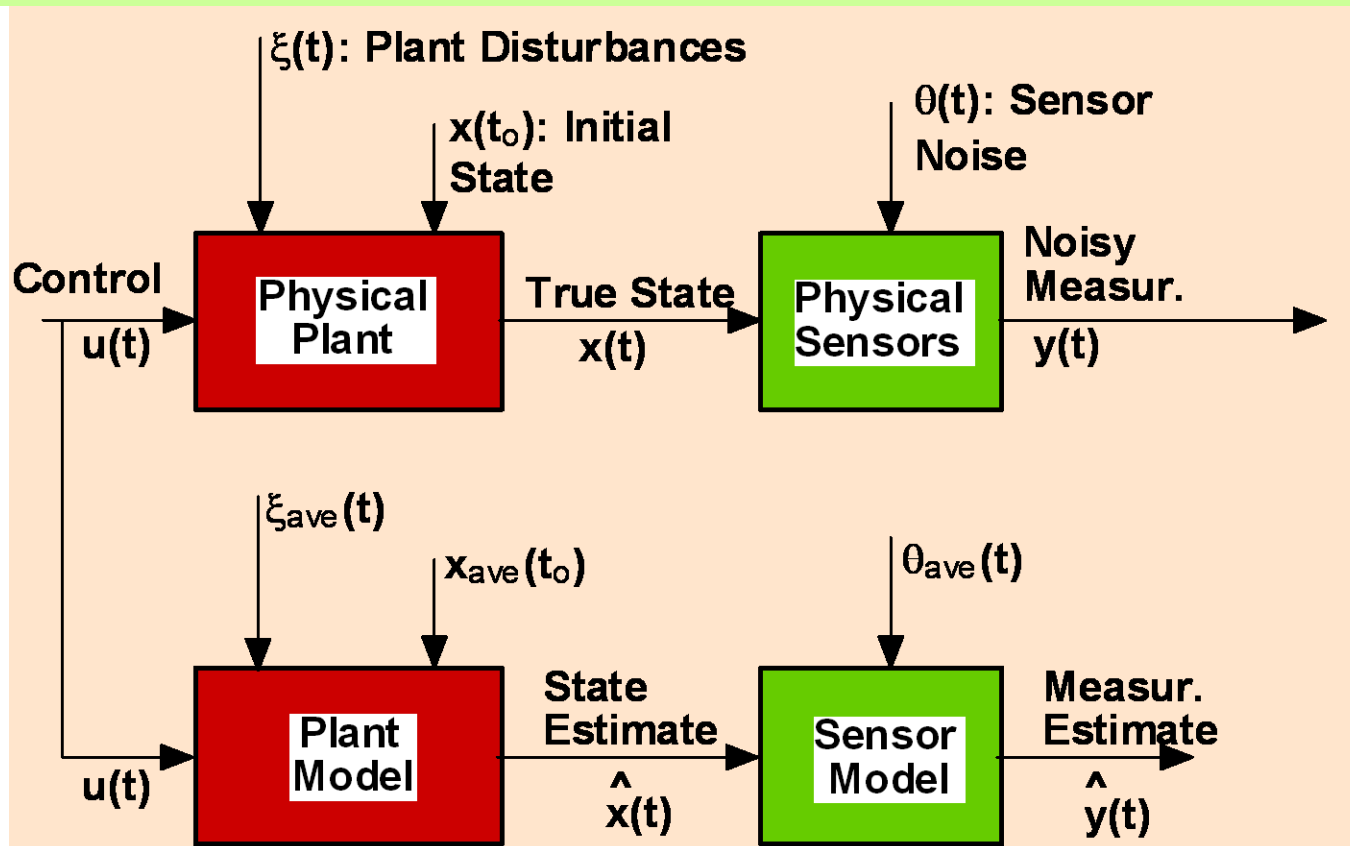 ξ(t): Plant Disturbances
x(tₒ): Initial
State
θ(t): Sensor
Noise
Control
u(t)
Physical
Plant
True State
x(t)
Physical
Sensors
Noisy
Measur.
y(t)
ξave(t)
xave(tₒ)
θave(t)
u(t)
Plant
Model
State
Estimate
x̂(t)
Sensor
Model
Measur.
Estimate
ŷ(t)